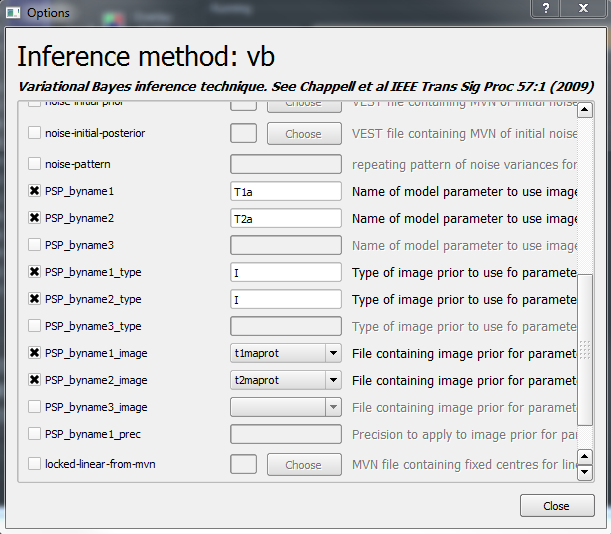 Options
Inference method: vb
Variational Bayes inference technique. See Chappell et al IEEE Trans Sig Proc 57:1 (2009)
noise-initial-prior Choose VEST file containing MVN of initial noise
noise-initial-posterior Choose VEST file containing MVN of initial noise
noise-pattern repeating pattern of noise variances for
PSP_byname1 T1a Name of model parameter to use image
PSP_byname2 T2a Name of model parameter to use image
PSP_byname3 Name of model parameter to use image
PSP_byname1_type I Type of image prior to use fo paramete
PSP_byname2_type I Type of image prior to use fo paramete
PSP_byname3_type Type of image prior to use fo paramete
PSP_byname1_image t1maprot File containing image prior for paramet
PSP_byname2_image t2maprot File containing image prior for paramet
PSP_byname3_image File containing image prior for paramet
PSP_byname1_prec Precision to apply to image prior for pa
locked-linear-from-mvn Choose MVN file containing fixed centres for line
Close